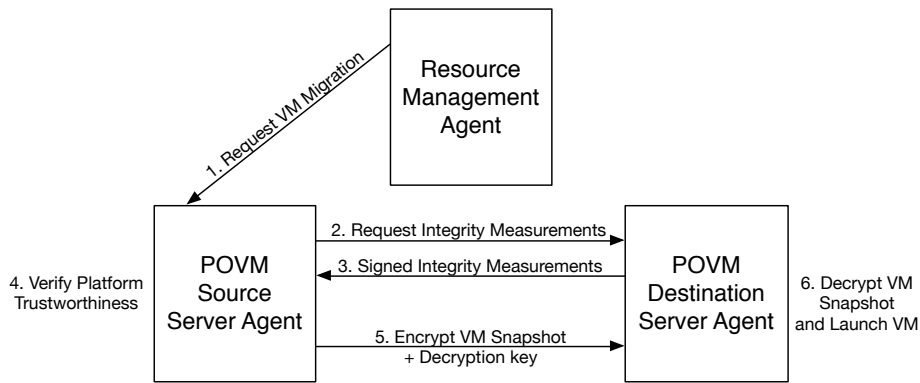 Resource
Management
Agent
1. Request VM Migration
POVM
Source
Server Agent
2. Request Integrity Measurements
3. Signed Integrity Measurements
POVM
Destination
Server Agent
4. Verify Platform
Trustworthiness
5. Encrypt VM Snapshot
+ Decryption key
6. Decrypt VM
Snapshot
and Launch VM